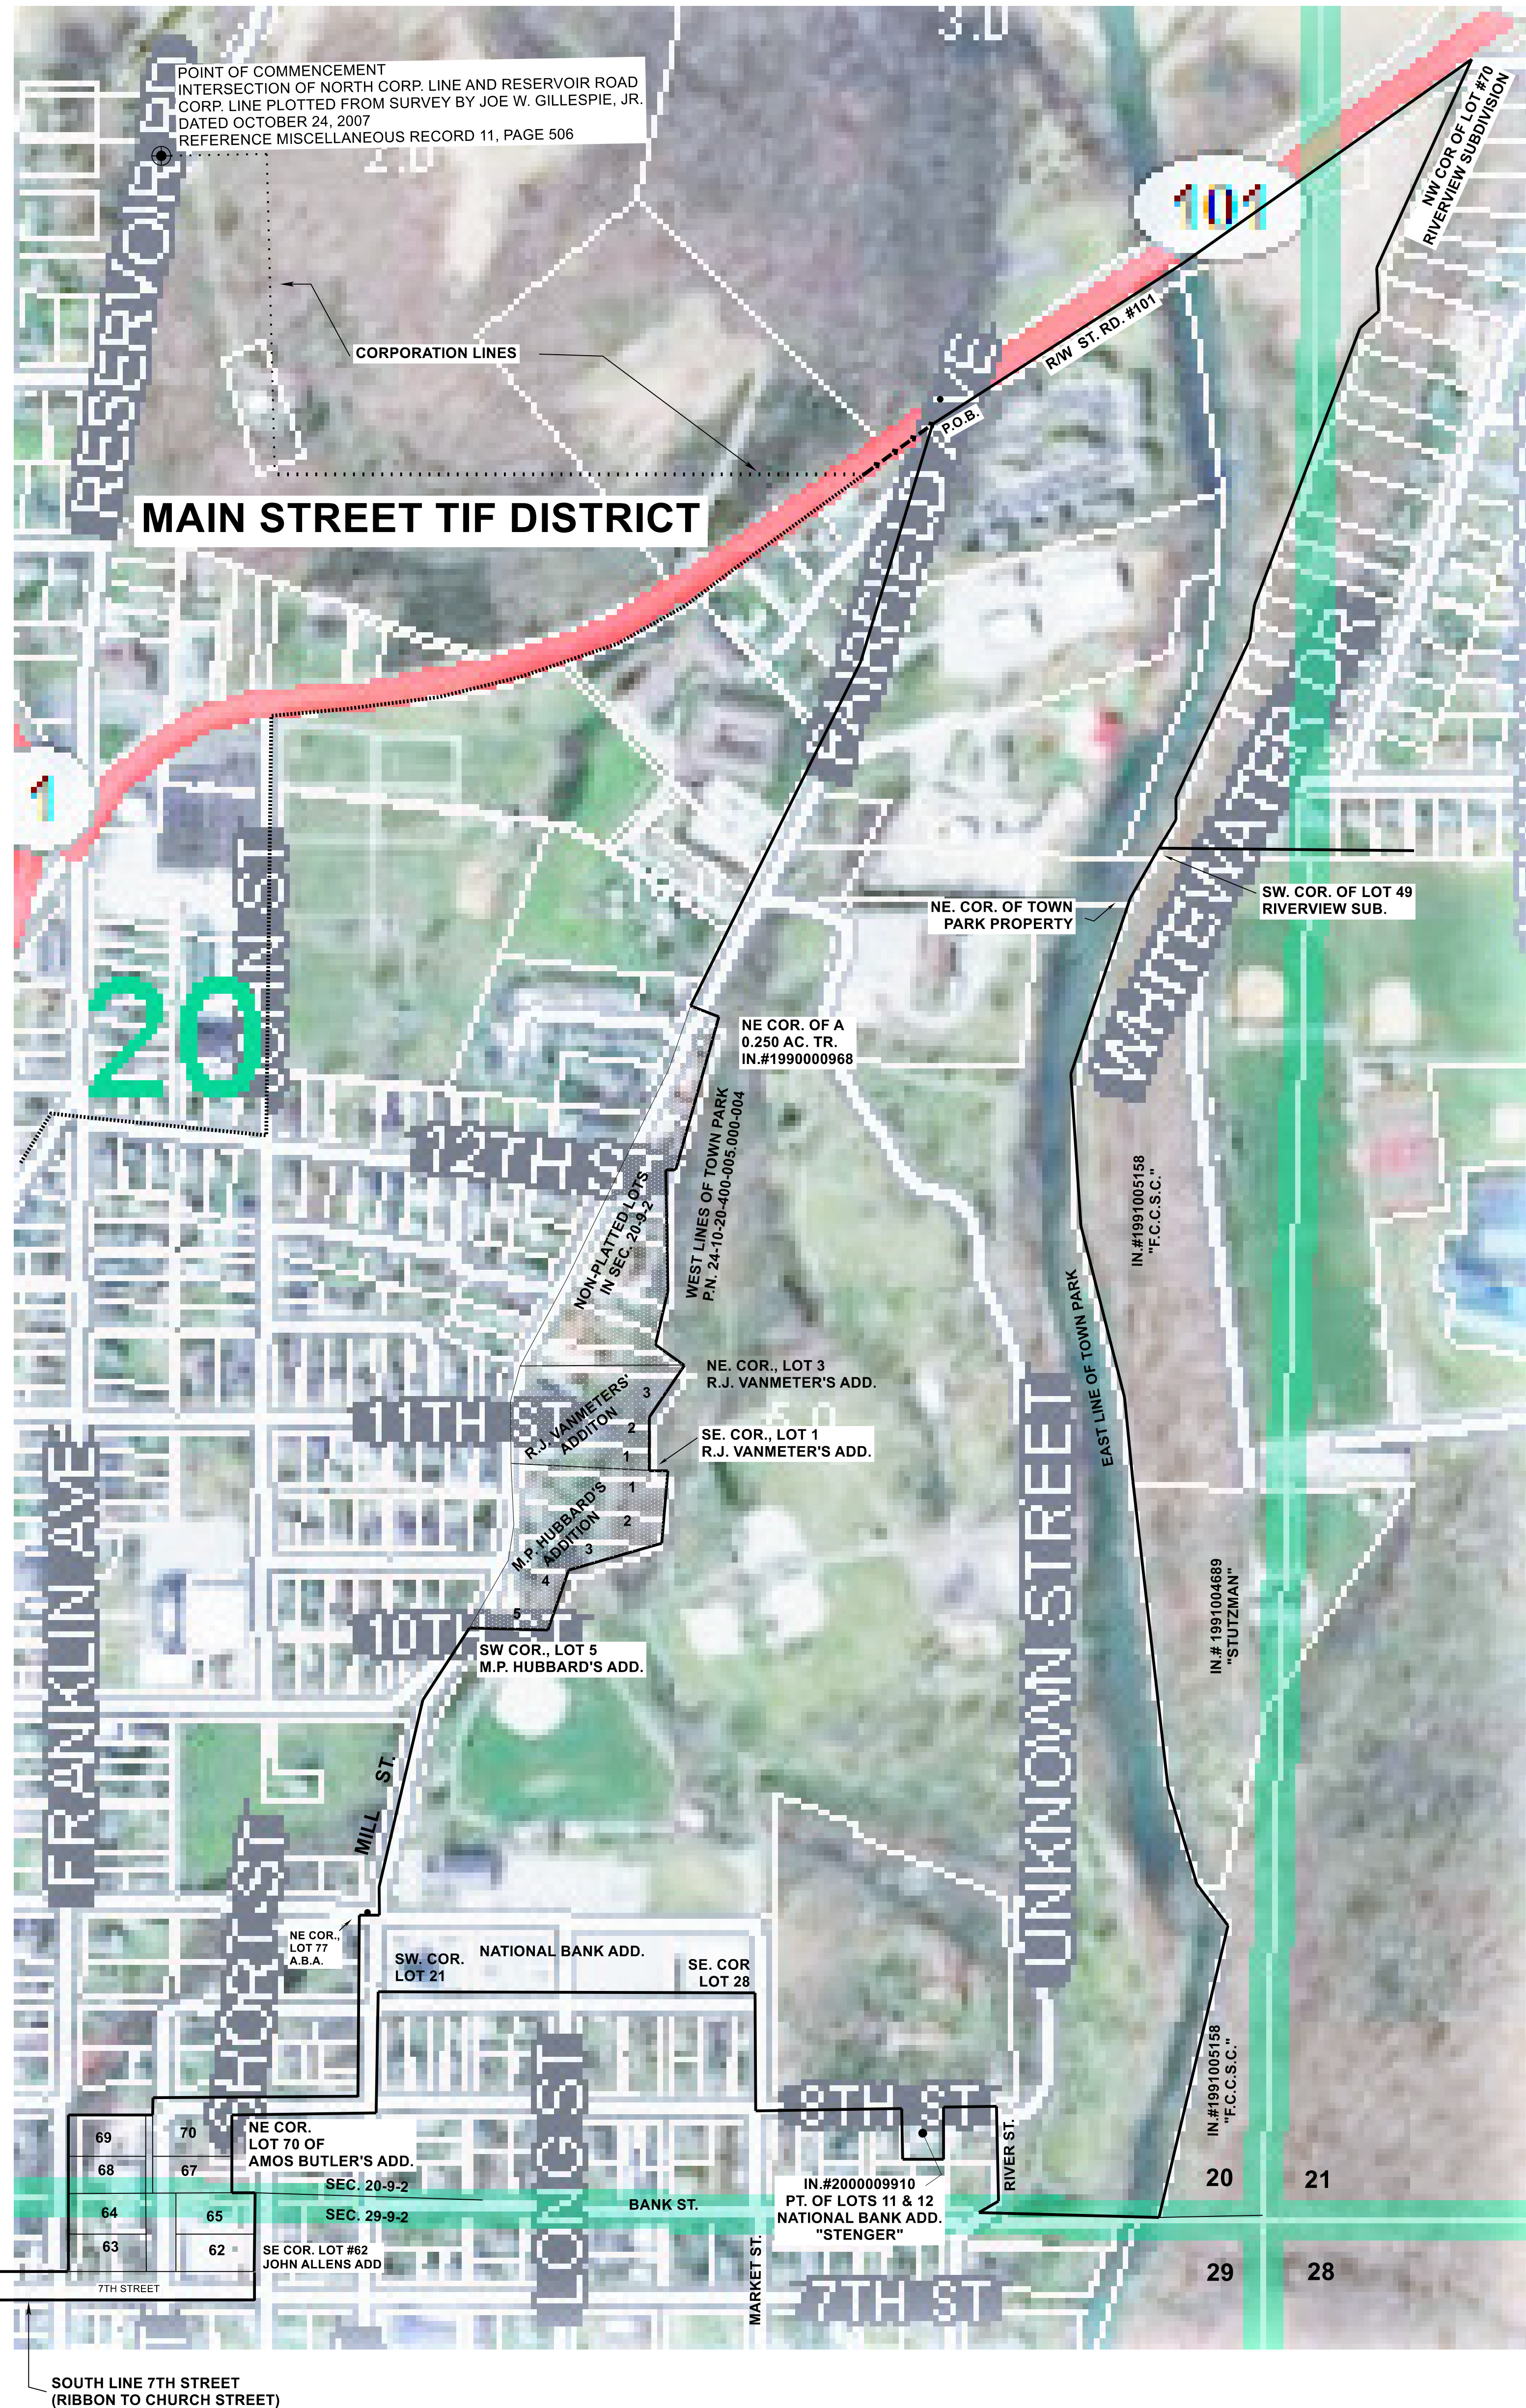 POINT OF COMMENCEMENT
INTERSECTION OF NORTH CORP. LINE AND RESERVOIR ROAD
CORP. LINE PLOTTED FROM SURVEY BY JOE W. GILLESPIE, JR.
DATED OCTOBER 24, 2007
REFERENCE MISCELLANEOUS RECORD 11, PAGE 506
RESERVOIR RD
NW COR OF LOT #70
RIVERVIEW SUBDIVISION
101
R/W ST. RD. #101
CORPORATION LINES
P.O.B.
MAIN STREET TIF DISTRICT
1
20
NE. COR. OF TOWN
PARK PROPERTY
SW. COR. OF LOT 49
RIVERVIEW SUB.
NE COR. OF A
0.250 AC. TR.
IN.#1990000968
12TH ST
NON-PLATTED LOTS
IN SEC. 20-9-2
WEST LINES OF TOWN PARK
P.N. 24-10-20-400-005.000-004
IN.#1991005158
"F.C.C.S.C."
EAST LINE OF TOWN PARK
NE. COR., LOT 3
R.J. VANMETER'S ADD.
11TH ST
R.J. VANMETERS'
ADDITON
3
2
1
SE. COR., LOT 1
R.J. VANMETER'S ADD.
M.P. HUBBARD'S
ADDITION
1
2
3
4
5
10TH ST
SW COR., LOT 5
M.P. HUBBARD'S ADD.
IN.# 1991004689
"STUTZMAN"
FRANKLIN AVE
UNKNOWN STREET
MILL ST.
SHORT ST
NE COR.,
LOT 77
A.B.A.
SW. COR.
LOT 21
NATIONAL BANK ADD.
SE. COR
LOT 28
LONG ST
8TH ST
RIVER ST.
IN.#1991005158
"F.C.C.S.C."
69
70
68
67
64
65
63
62
NE COR.
LOT 70 OF
AMOS BUTLER'S ADD.
SEC. 20-9-2
SEC. 29-9-2
BANK ST.
IN.#2000009910
PT. OF LOTS 11 & 12
NATIONAL BANK ADD.
"STENGER"
20
21
29
28
SE COR. LOT #62
JOHN ALLENS ADD
7TH STREET
MARKET ST.
7TH ST
SOUTH LINE 7TH STREET
(RIBBON TO CHURCH STREET)